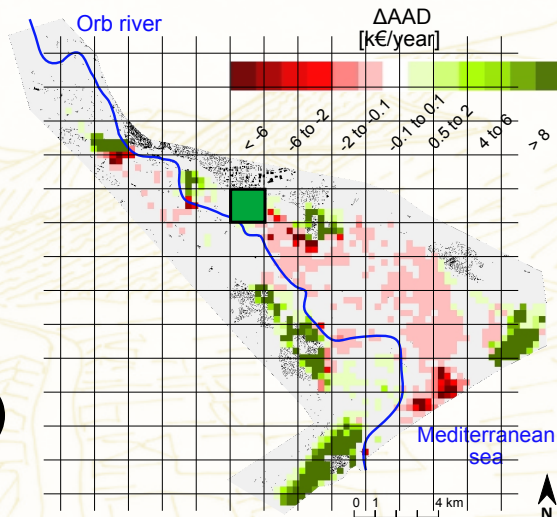 Orb river
ΔAAD
[k€/year]
< -6
-6 to -2
-2 to -0.1
-0.1 to 0.1
0.5 to 2
4 to 6
> 8
Mediterranean
sea
0 1 4 km
N